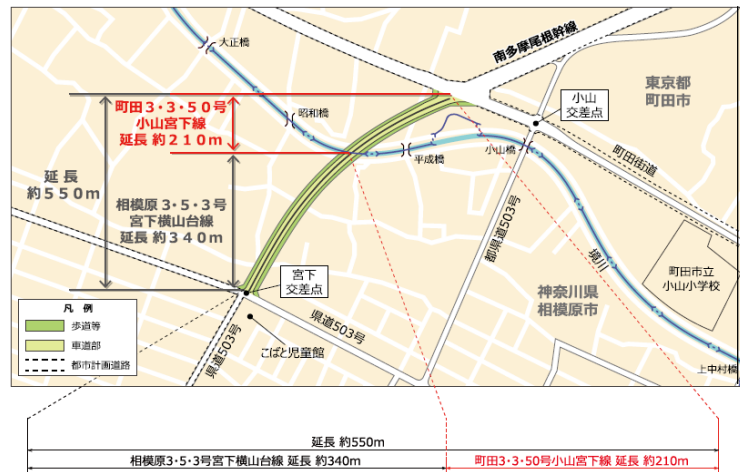 大正橋
南多摩尾根幹線
東京都
町田市
町田3・3・50号
小山宮下線
延長 約210m
昭和橋
小山
交差点
平成橋
小山橋
町田街道
延長
約550m
相模原3・5・3号
宮下横山台線
延長 約340m
都県道503号
境川
町田市立
小山小学校
宮下
交差点
神奈川県
相模原市
凡 例
歩道等
車道部
都市計画道路
県道503号
県道503号
こばと児童館
上中村橋
延長 約550m
相模原3・5・3号宮下横山台線 延長 約340m
町田3・3・50号小山宮下線 延長 約210m